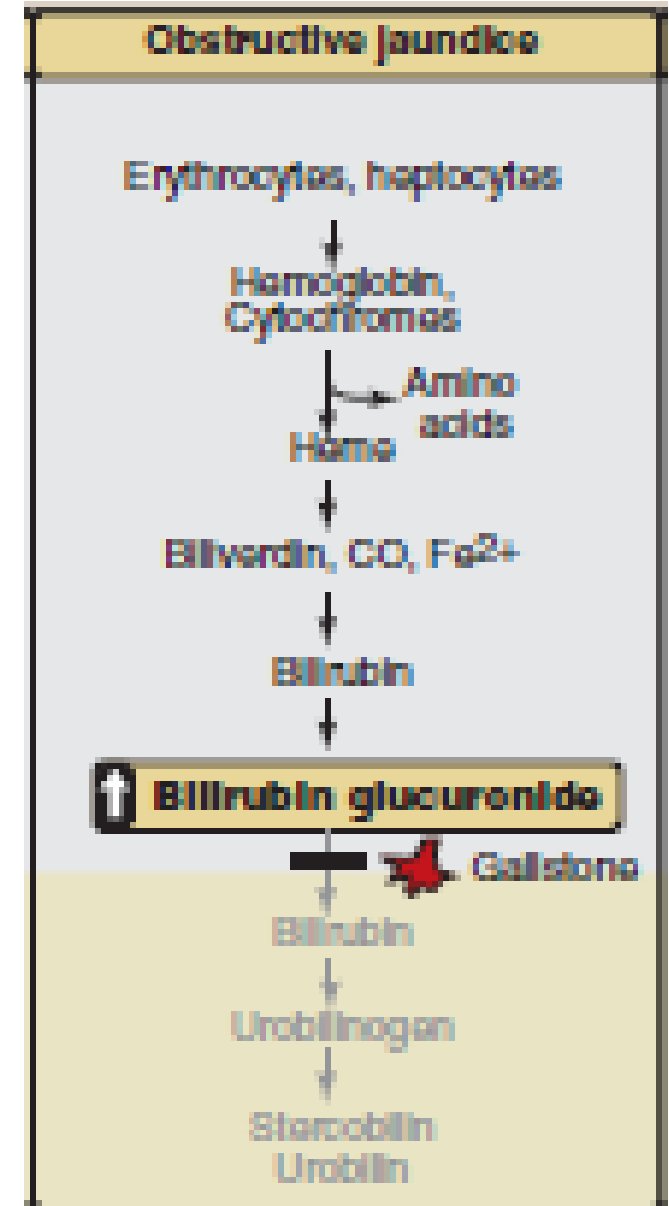 Obstructive jaundice
Erythrocytes, heptocytes
Hemoglobin,
Cytochromes
Amino
acids
Heme
Biliverdin, CO, Fe2+
Bilirubin
↑ Bilirubin glucuronide
Gallstone
Bilirubin
Urobilinogen
Stercobilin
Urobilin